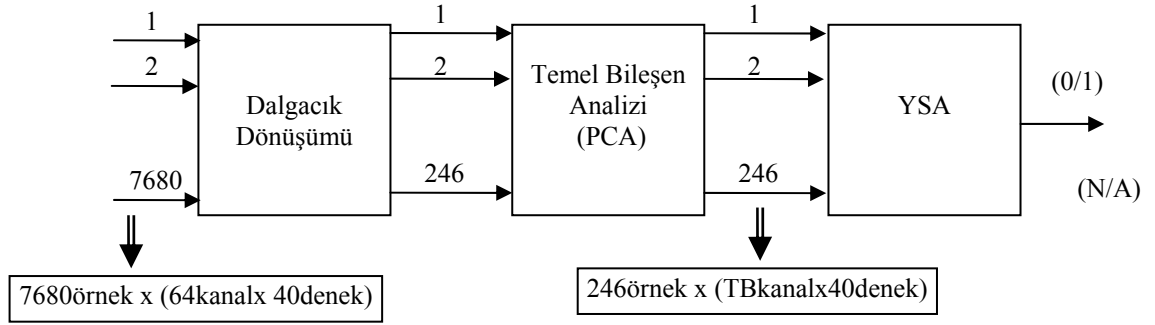 1
1
1
2
2
2
Dalgacık
Dönüşümü
Temel Bileşen
Analizi
(PCA)
YSA
(0/1)
7680
246
246
(N/A)
7680örnek x (64kanalx 40denek)
246örnek x (TBkanalx40denek)